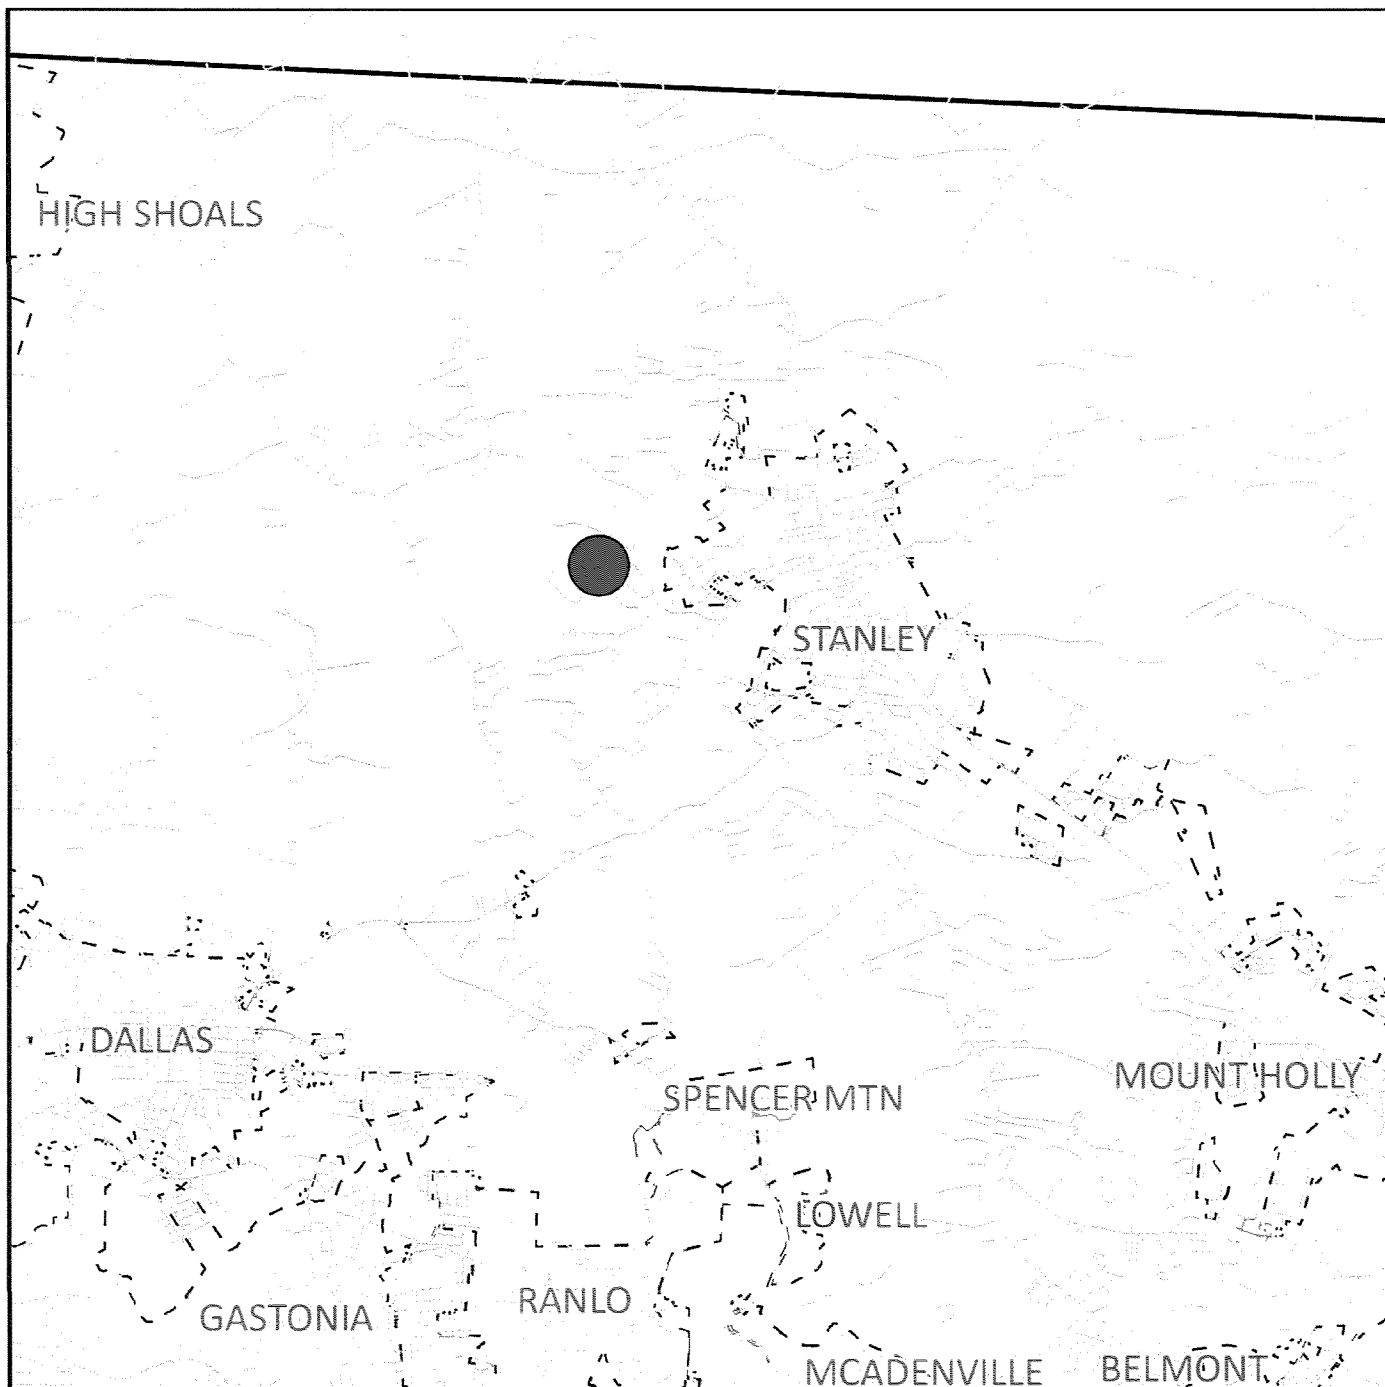 HIGH SHOALS
STANLEY
DALLAS
MOUNT HOLLY
SPENCER MTN
LOWELL
RANLO
GASTONIA
MCADENVILLE
BELMONT